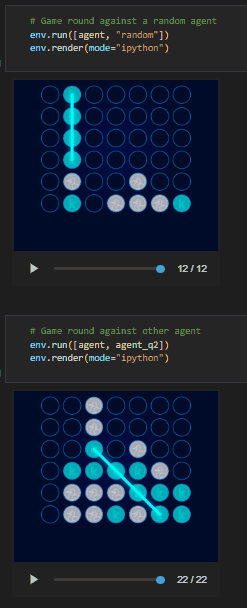 # Game round against a random agent
env.run([agent, "random"])
env.render(mode="ipython")
12 / 12
# Game round against other agent
env.run([agent, agent_q2])
env.render(mode="ipython")
22 / 22